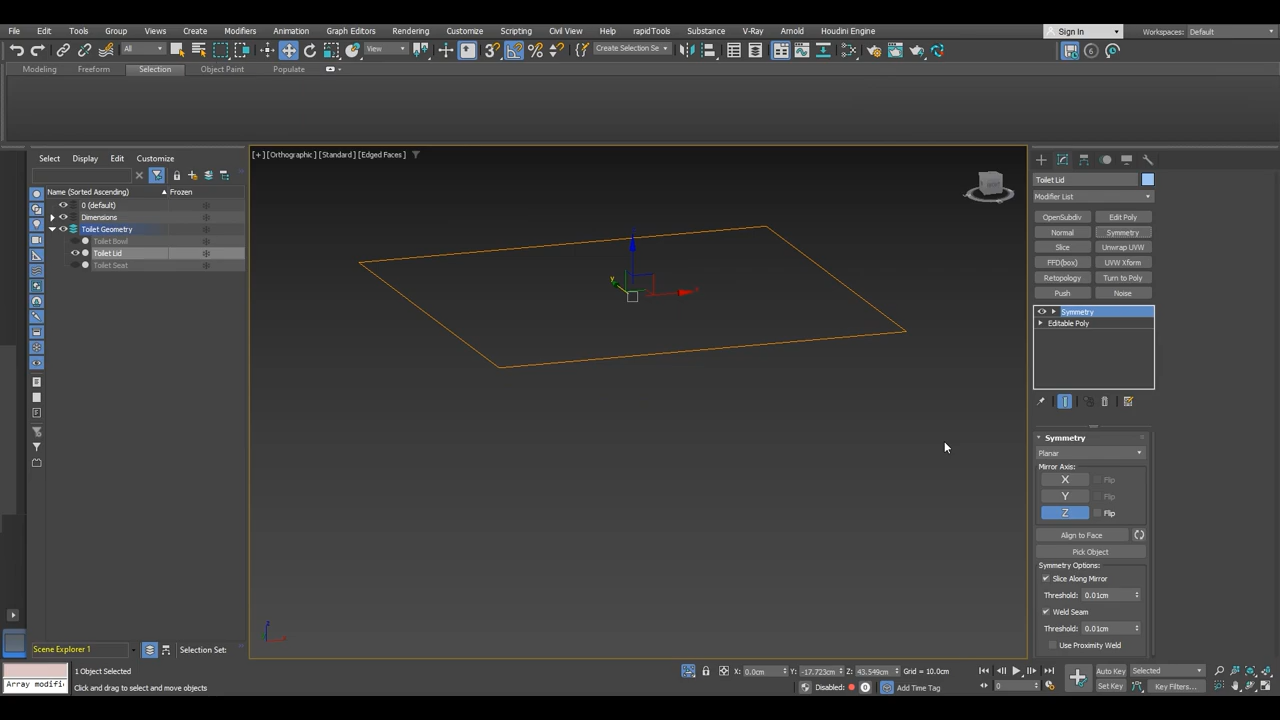 File Edit Tools Group Views Create Modifiers Animation Graph Editors Rendering Customize Scripting Civil View rapidTools Substance V-Ray Arnold Houdini Engine Sign In Workspaces: Default
All View Create Selection Se 6
Modeling Freeform Selection Object Paint Populate
Select Display Edit Customize
Name (Sorted Ascending) Frozen
0 (default)
Dimensions
Toilet Geometry
Toilet Bowl
Toilet Lid
Toilet Seat
[+] [Orthographic] [Standard] [Edged Faces]
z
y
x
Toilet Lid
Modifier List
OpenSubdiv Edit Poly
Normal Symmetry
Slice Unwrap UVW
FFD(box) UVW Xform
Retopology Turn to Poly
Push Noise
Symmetry
Editable Poly
Symmetry
Planar
Mirror Axis:
X Flip
Y Flip
Z Flip
Align to Face
Pick Object
Symmetry Options:
Slice Along Mirror
Threshold: 0.01cm
Weld Seam
Threshold: 0.01cm
Use Proximity Weld
Scene Explorer 1 Selection Set:
1 Object Selected X: 0.0cm Y: -17.723cm Z: 43.549cm Grid = 10.0cm Auto Key Selected
Array modifi Click and drag to select and move objects Disabled: 0 Add Time Tag 0 Set Key Key Filters...